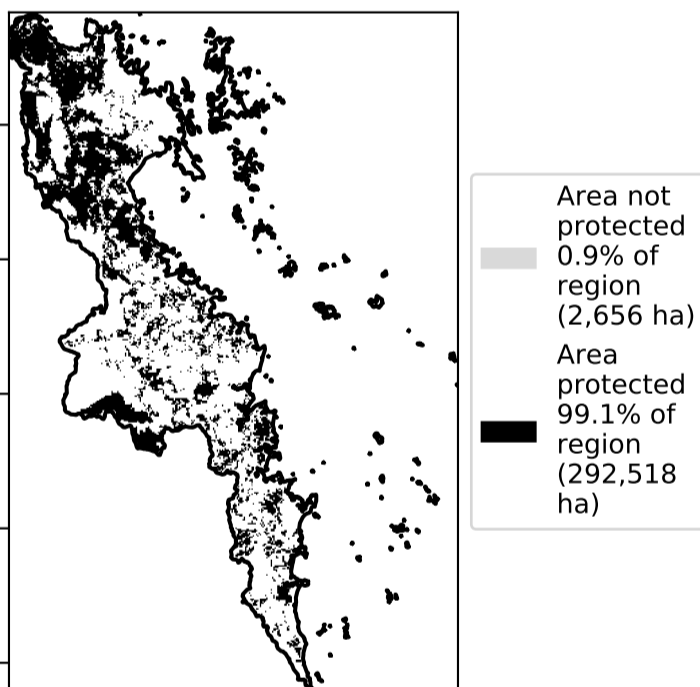 Area not
protected
0.9% of
region
(2,656 ha)
Area
protected
99.1% of
region
(292,518
ha)